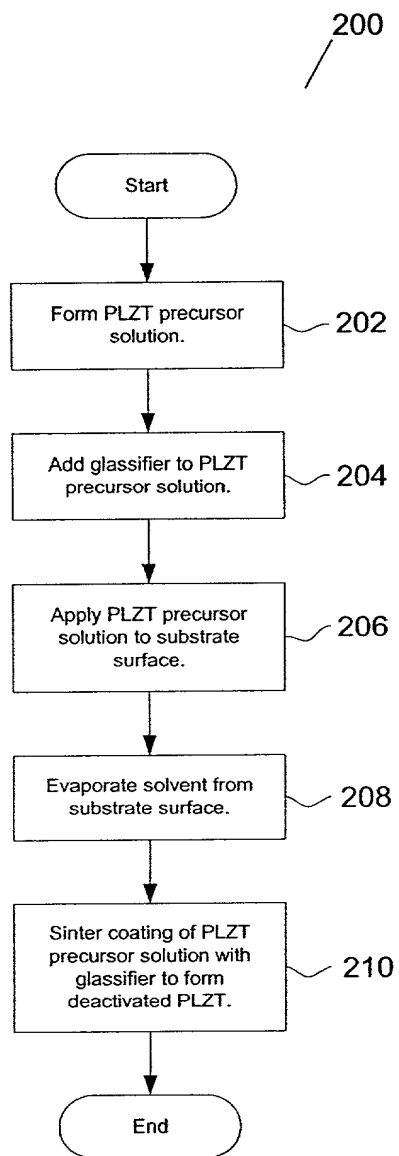 200
Start
Form PLZT precursor
solution.
202
Add glassifier to PLZT
precursor solution.
204
Apply PLZT precursor
solution to substrate
surface.
206
Evaporate solvent from
substrate surface.
208
Sinter coating of PLZT
precursor solution with
glassifier to form
deactivated PLZT.
210
End